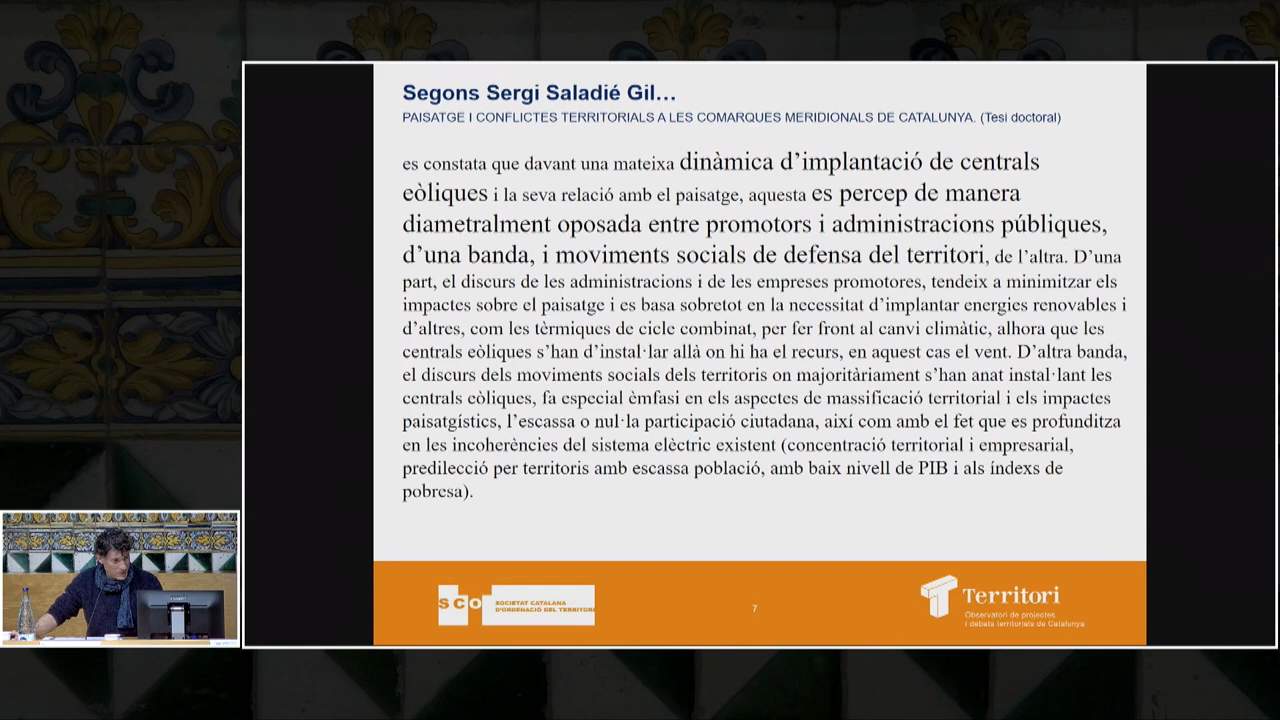 Segons Sergi Saladié Gil…
PAISATGE I CONFLICTES TERRITORIALS A LES COMARQUES MERIDIONALS DE CATALUNYA. (Tesi doctoral)
es constata que davant una mateixa dinàmica d’implantació de centrals
eòliques i la seva relació amb el paisatge, aquesta es percep de manera
diametralment oposada entre promotors i administracions públiques,
d’una banda, i moviments socials de defensa del territori, de l’altra. D’una
part, el discurs de les administracions i de les empreses promotores, tendeix a minimitzar els
impactes sobre el paisatge i es basa sobretot en la necessitat d’implantar energies renovables i
d’altres, com les tèrmiques de cicle combinat, per fer front al canvi climàtic, alhora que les
centrals eòliques s’han d’instal·lar allà on hi ha el recurs, en aquest cas el vent. D’altra banda,
el discurs dels moviments socials dels territoris on majoritàriament s’han anat instal·lant les
centrals eòliques, fa especial èmfasi en els aspectes de massificació territorial i els impactes
paisatgístics, l’escassa o nul·la participació ciutadana, així com amb el fet que es profunditza
en les incoherències del sistema elèctric existent (concentració territorial i empresarial,
predilecció per territoris amb escassa població, amb baix nivell de PIB i als índexs de
pobresa).
SCO
SOCIETAT CATALANA
D'ORDENACIÓ DEL TERRITORI
7
Territori
Observatori de projectes
i debats territorials de Catalunya